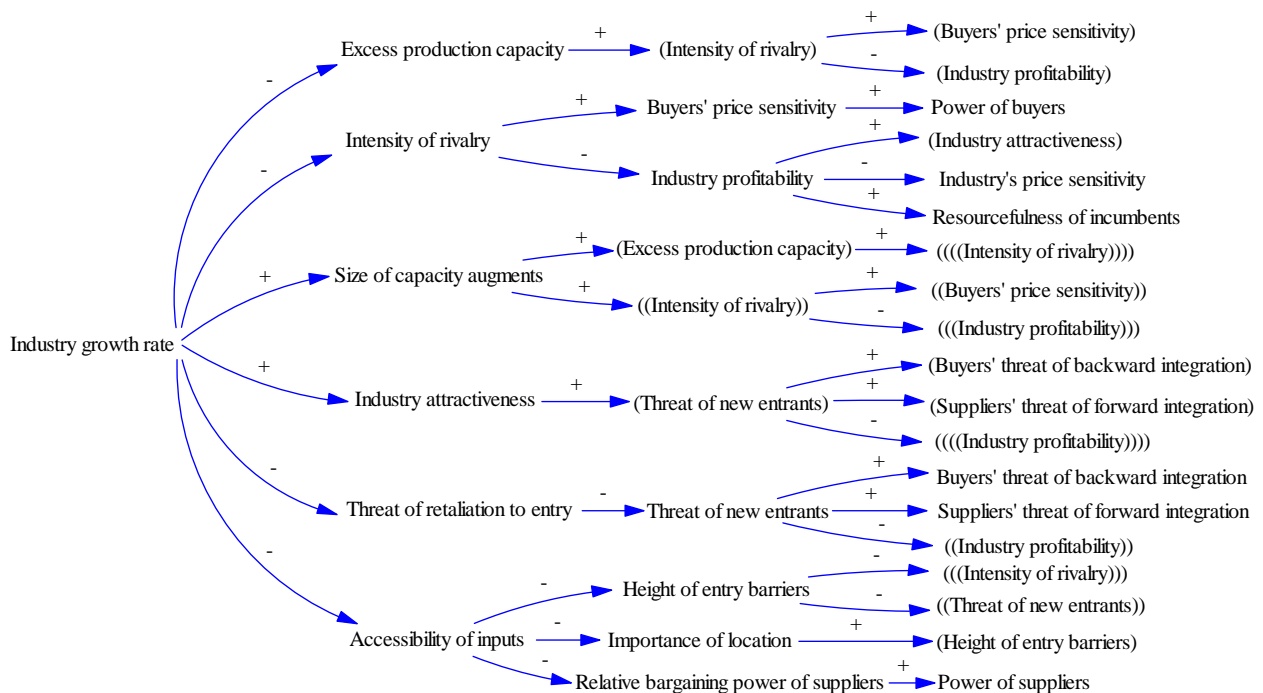 Industry growth rate
-
Excess production capacity
+
(Intensity of rivalry)
+
(Buyers' price sensitivity)
-
(Industry profitability)
-
Intensity of rivalry
+
Buyers' price sensitivity
+
Power of buyers
-
Industry profitability
+
(Industry attractiveness)
-
Industry's price sensitivity
+
Resourcefulness of incumbents
+
Size of capacity augments
+
(Excess production capacity)
+
((((Intensity of rivalry))))
+
((Intensity of rivalry))
+
((Buyers' price sensitivity))
-
(((Industry profitability)))
+
Industry attractiveness
+
(Threat of new entrants)
+
(Buyers' threat of backward integration)
+
(Suppliers' threat of forward integration)
-
((((Industry profitability))))
-
Threat of retaliation to entry
-
Threat of new entrants
+
Buyers' threat of backward integration
+
Suppliers' threat of forward integration
-
((Industry profitability))
-
Accessibility of inputs
-
Height of entry barriers
-
(((Intensity of rivalry)))
-
((Threat of new entrants))
-
Importance of location
+
(Height of entry barriers)
-
Relative bargaining power of suppliers
+
Power of suppliers